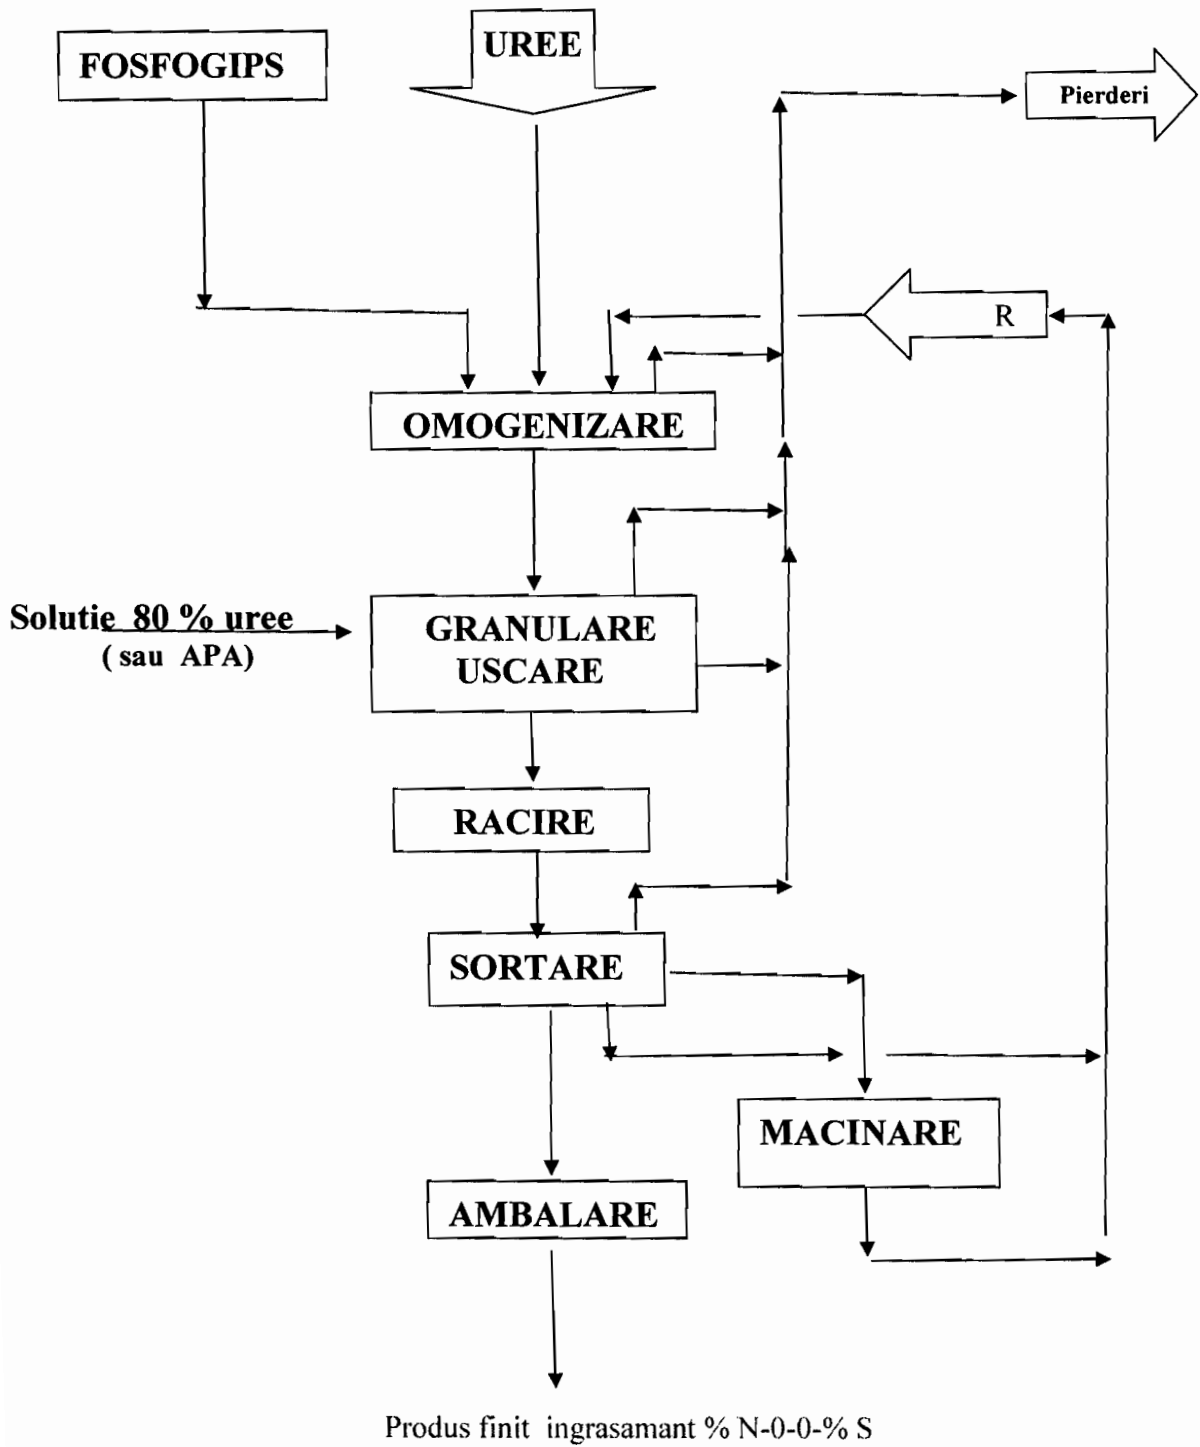 FOSFOGIPS
UREE
Pierderi
R
OMOGENIZARE
Solutie 80 % uree
( sau APA)
GRANULARE
USCARE
RACIRE
SORTARE
MACINARE
AMBALARE
Produs finit ingrasamant % N-0-0-% S